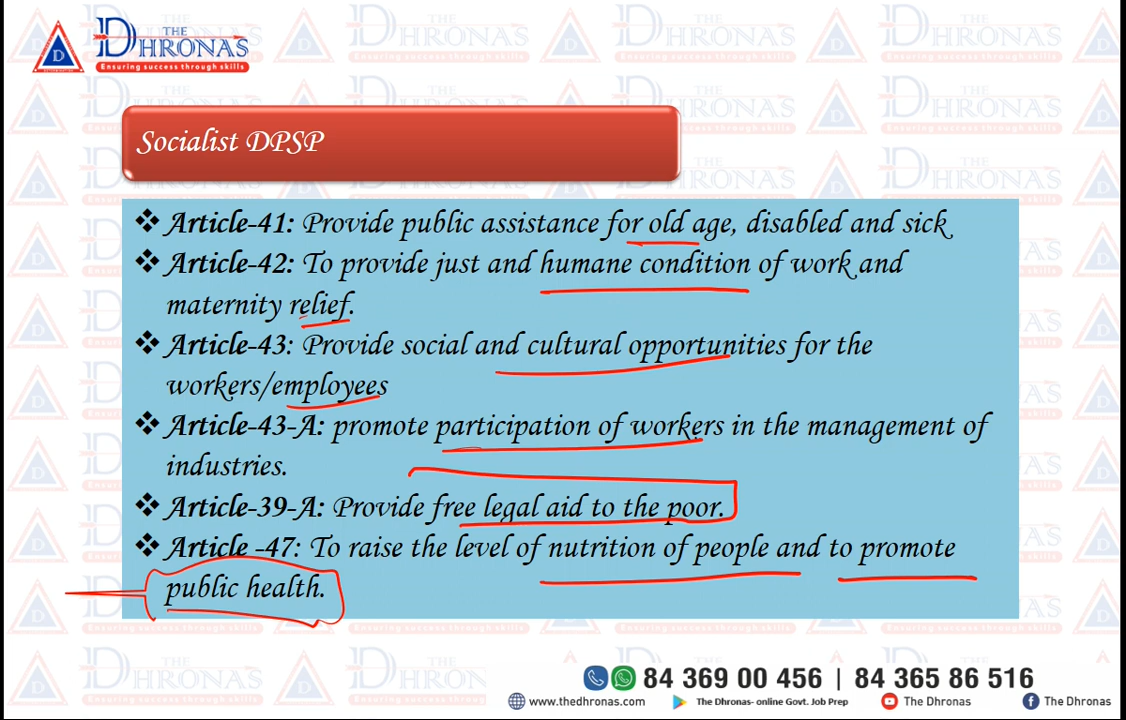 THE
DHRONAS
Ensuring success through skills
Socialist DPSP
❖ Article-41: Provide public assistance for old age, disabled and sick
❖ Article-42: To provide just and humane condition of work and
maternity relief.
❖ Article-43: Provide social and cultural opportunities for the
workers/employees
❖ Article-43-A: promote participation of workers in the management of
industries.
❖ Article-39-A: Provide free legal aid to the poor.
❖ Article -47: To raise the level of nutrition of people and to promote
public health.
84 369 00 456 | 84 365 86 516
www.thedhronas.com The Dhronas- online Govt. Job Prep The Dhronas The Dhronas